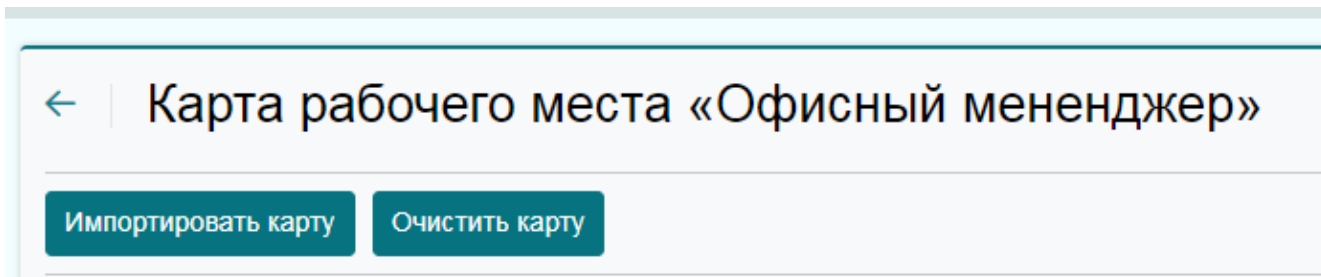 Карта рабочего места «Офисный мененджер»
Импортировать карту Очистить карту